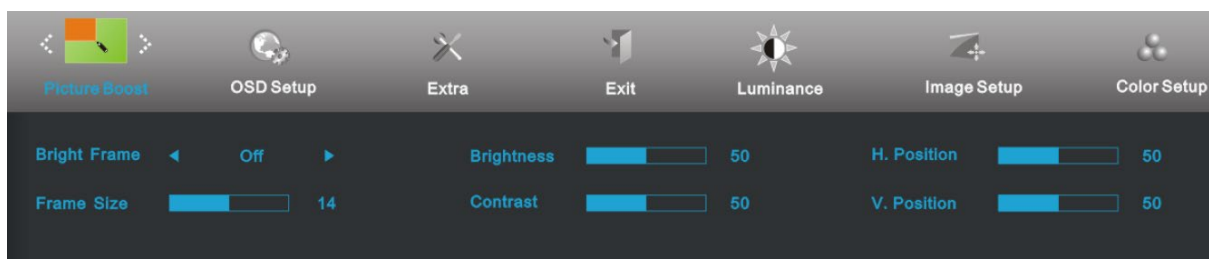 Picture Boost OSD Setup Extra Exit Luminance Image Setup Color Setup
Bright Frame Off Brightness 50 H. Position 50
Frame Size 14 Contrast 50 V. Position 50